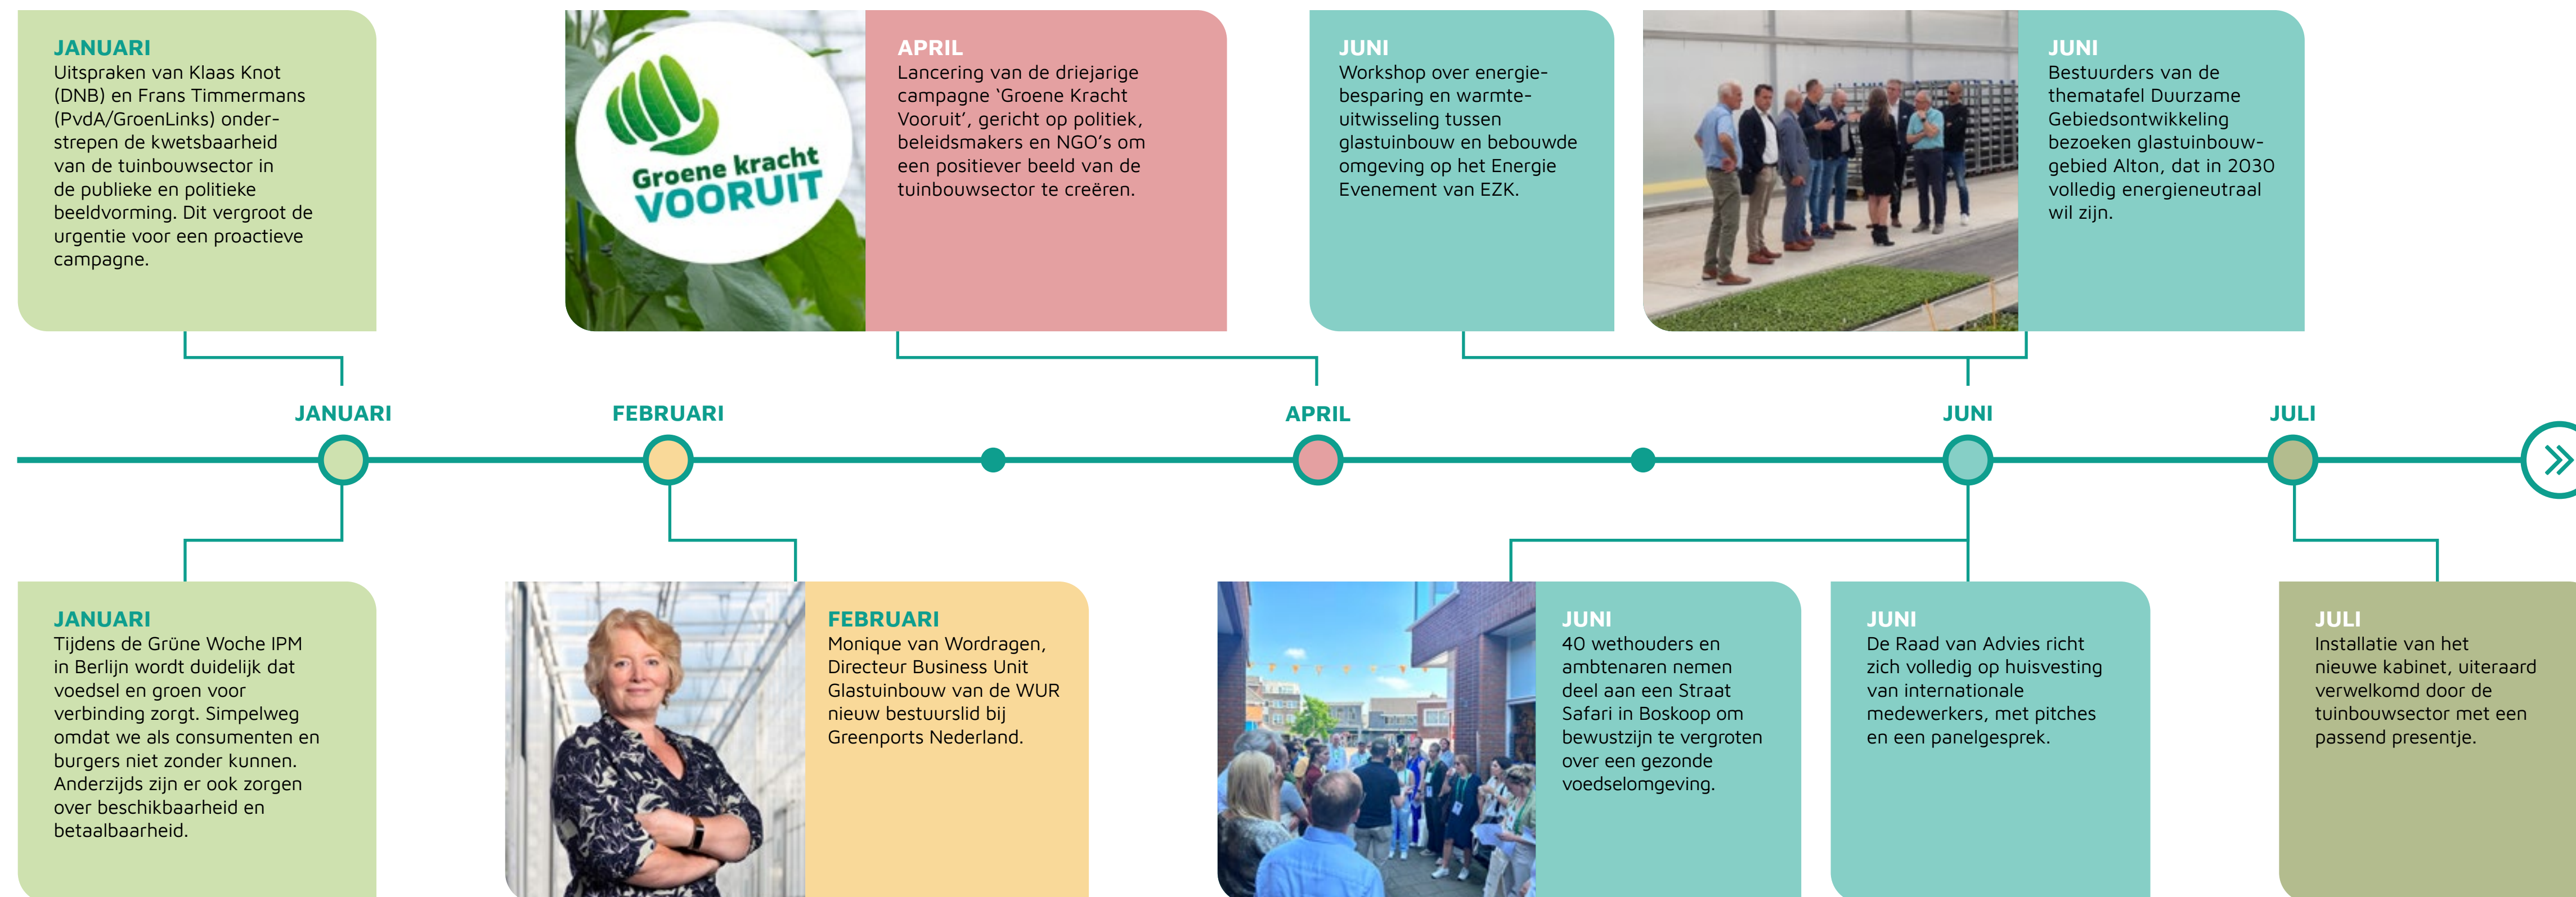 JANUARI
Uitspraken van Klaas Knot
(DNB) en Frans Timmermans
(PvdA/GroenLinks) onder-
strepen de kwetsbaarheid
van de tuinbouwsector in
de publieke en politieke
beeldvorming. Dit vergroot de
urgentie voor een proactieve
campagne.
Groene kracht
VOORUIT
APRIL
Lancering van de driejarige
campagne ‘Groene Kracht
Vooruit’, gericht op politiek,
beleidsmakers en NGO’s om
een positiever beeld van de
tuinbouwsector te creëren.
JUNI
Workshop over energie-
besparing en warmte-
uitwisseling tussen
glastuinbouw en bebouwde
omgeving op het Energie
Evenement van EZK.
JUNI
Bestuurders van de
thematafel Duurzame
Gebiedsontwikkeling
bezoeken glastuinbouw-
gebied Alton, dat in 2030
volledig energieneutraal
wil zijn.
JANUARI
FEBRUARI
APRIL
JUNI
JULI
JANUARI
Tijdens de Grüne Woche IPM
in Berlijn wordt duidelijk dat
voedsel en groen voor
verbinding zorgt. Simpelweg
omdat we als consumenten en
burgers niet zonder kunnen.
Anderzijds zijn er ook zorgen
over beschikbaarheid en
betaalbaarheid.
FEBRUARI
Monique van Wordragen,
Directeur Business Unit
Glastuinbouw van de WUR
nieuw bestuurslid bij
Greenports Nederland.
JUNI
40 wethouders en
ambtenaren nemen
deel aan een Straat
Safari in Boskoop om
bewustzijn te vergroten
over een gezonde
voedselomgeving.
JUNI
De Raad van Advies richt
zich volledig op huisvesting
van internationale
medewerkers, met pitches
en een panelgesprek.
JULI
Installatie van het
nieuwe kabinet, uiteraard
verwelkomd door de
tuinbouwsector met een
passend presentje.